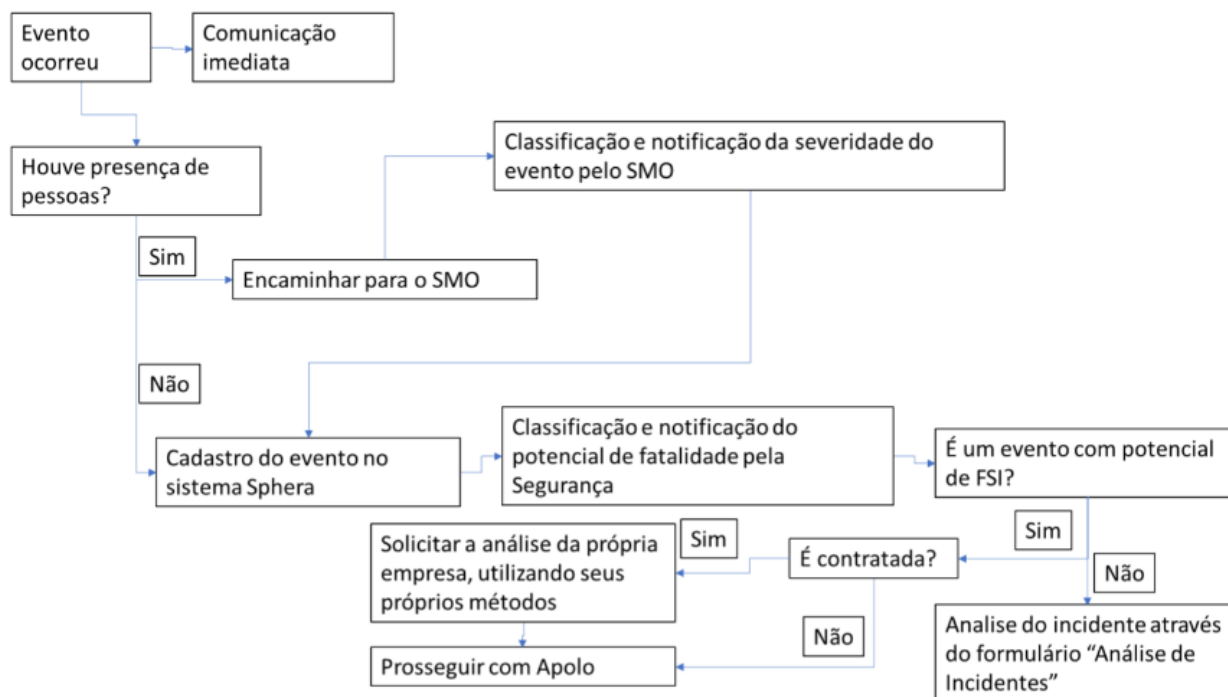 Evento
ocorreu
Comunicação
imediata
Houve presença de
pessoas?
Classificação e notificação da severidade do
evento pelo SMO
Sim
Encaminhar para o SMO
Não
Cadastro do evento no
sistema Sphera
Classificação e notificação do
potencial de fatalidade pela
Segurança
É um evento com potencial
de FSI?
Sim
Não
É contratada?
Sim
Não
Solicitar a análise da própria
empresa, utilizando seus
próprios métodos
Prosseguir com Apolo
Analise do incidente através
do formulário “Análise de
Incidentes”